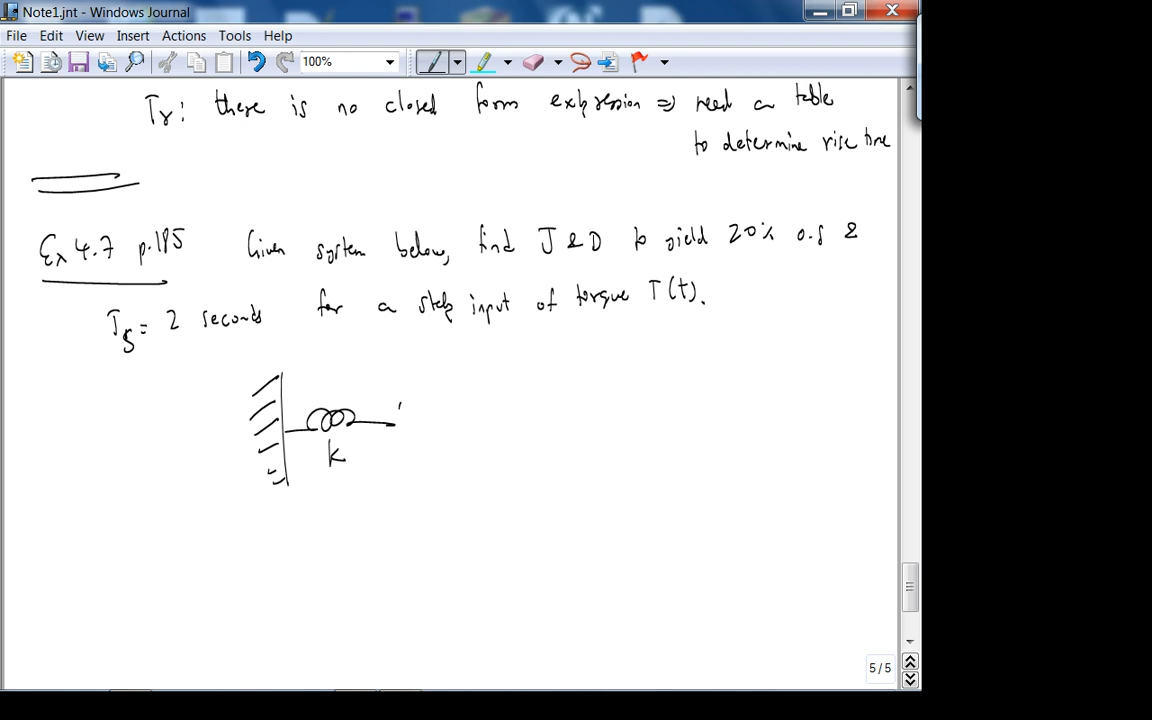 Note1.jnt - Windows Journal
File Edit View Insert Actions Tools Help
100%
Tr: there is no closed form expression ⇒ need a table
to determine rise time
Ex 4.7 p.185 Given system below, find J & D to yield 20% o.s &
Ts = 2 seconds for a step input of torque T(t).
K
5/5